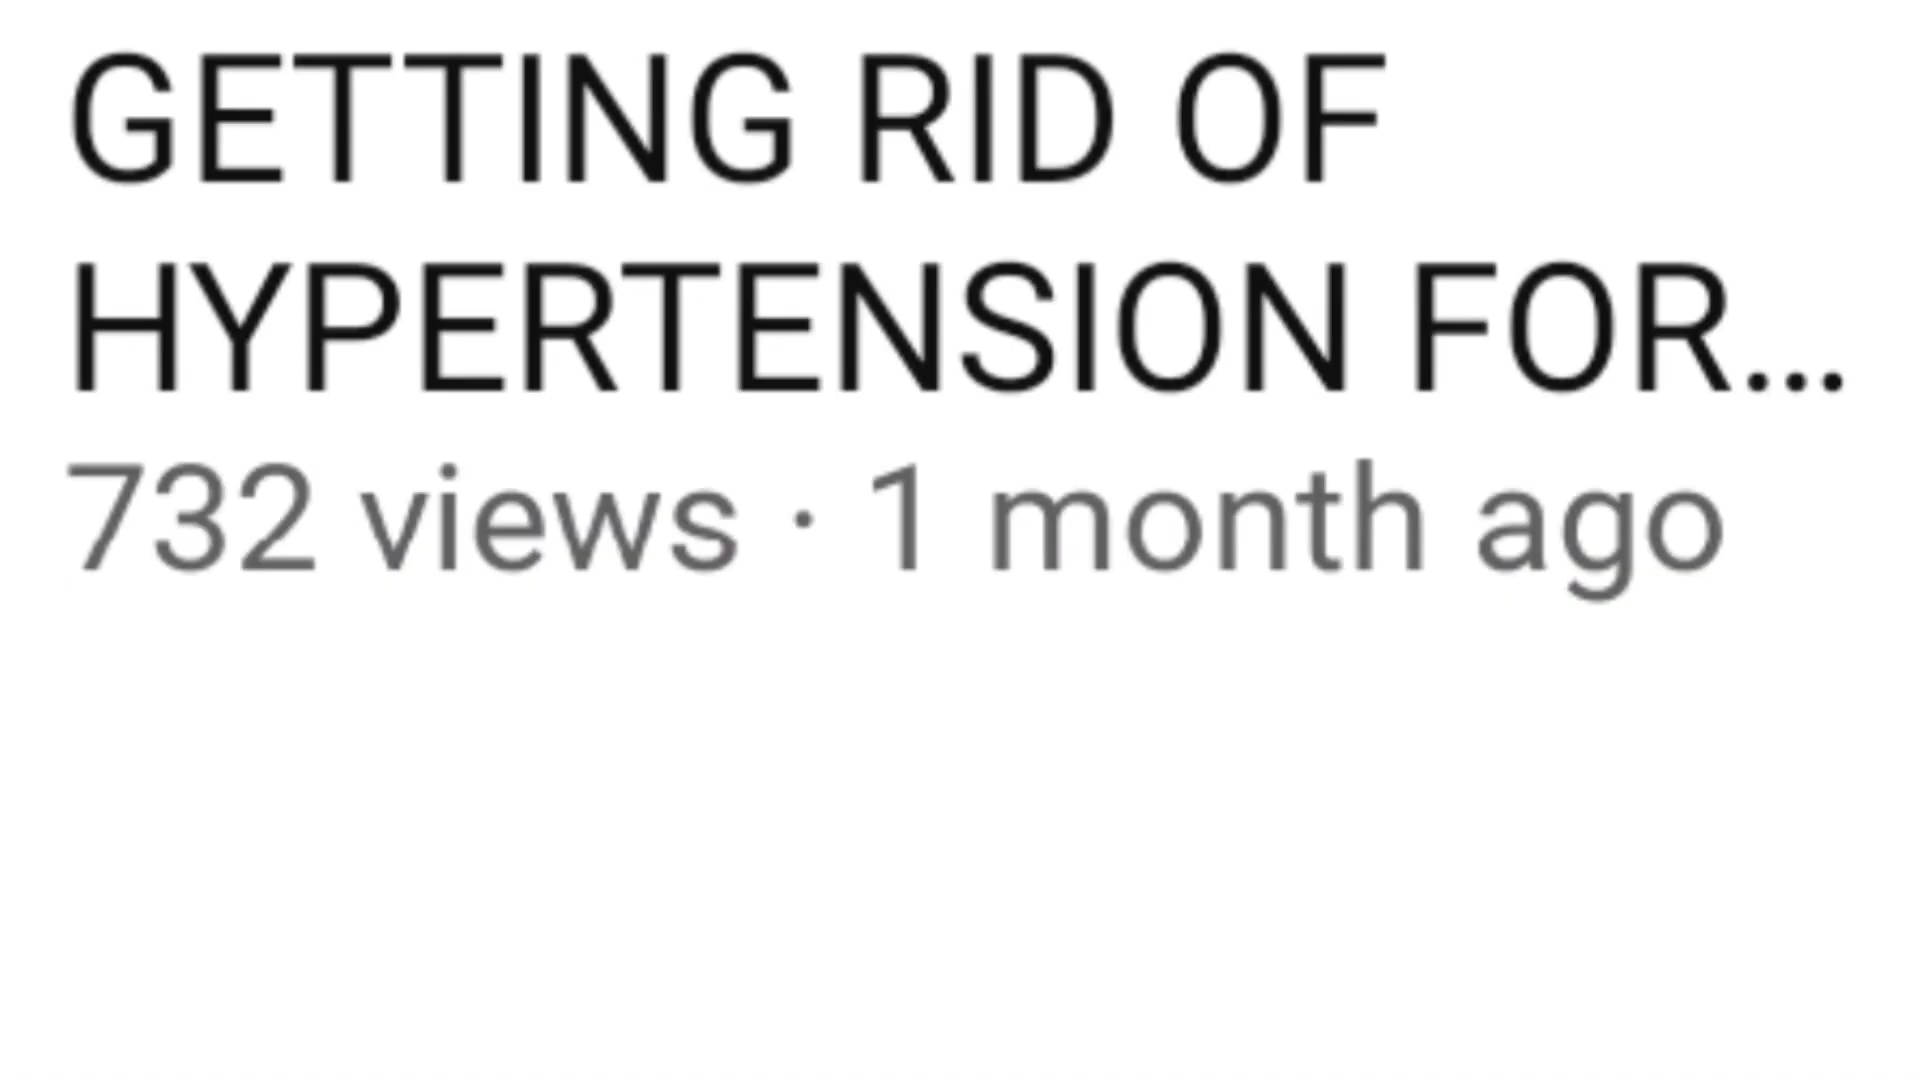 GETTING RID OF
HYPERTENSION FOR...
732 views · 1 month ago